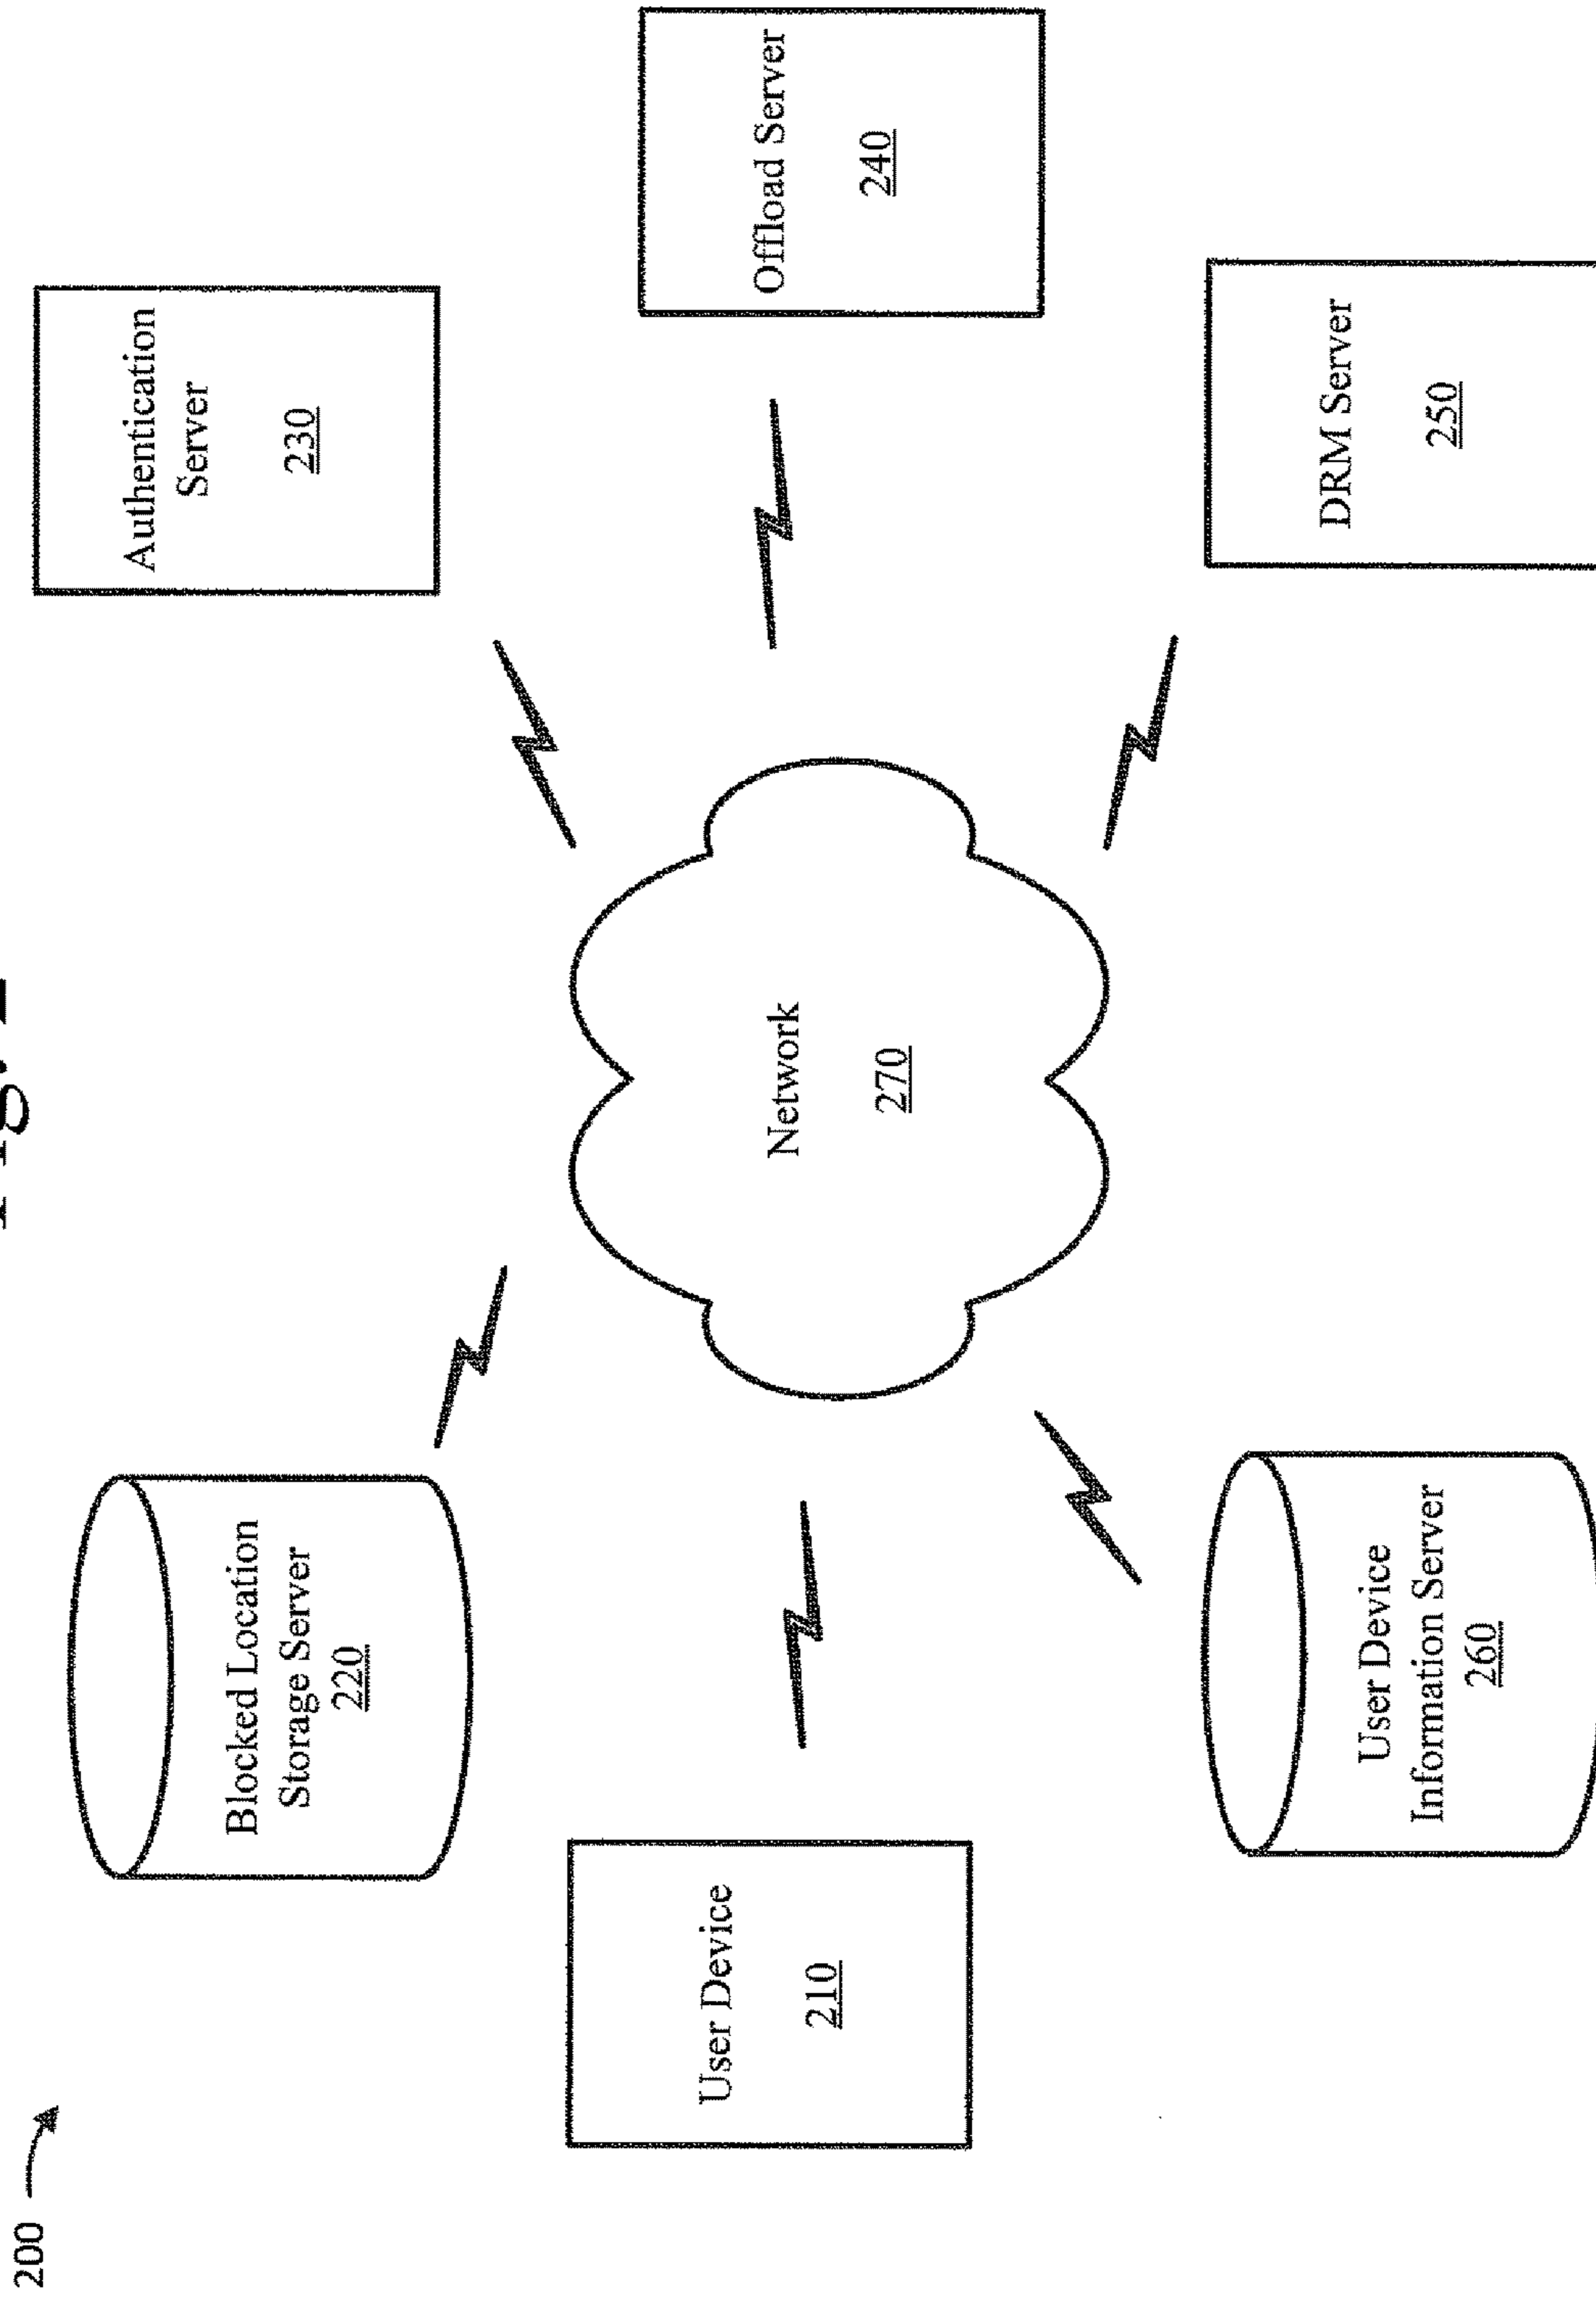 Fig.
200
Blocked Location
Storage Server
220
Authentication
Server
230
User Device
210
Network
270
Offload Server
240
User Device
Information Server
260
DRM Server
250